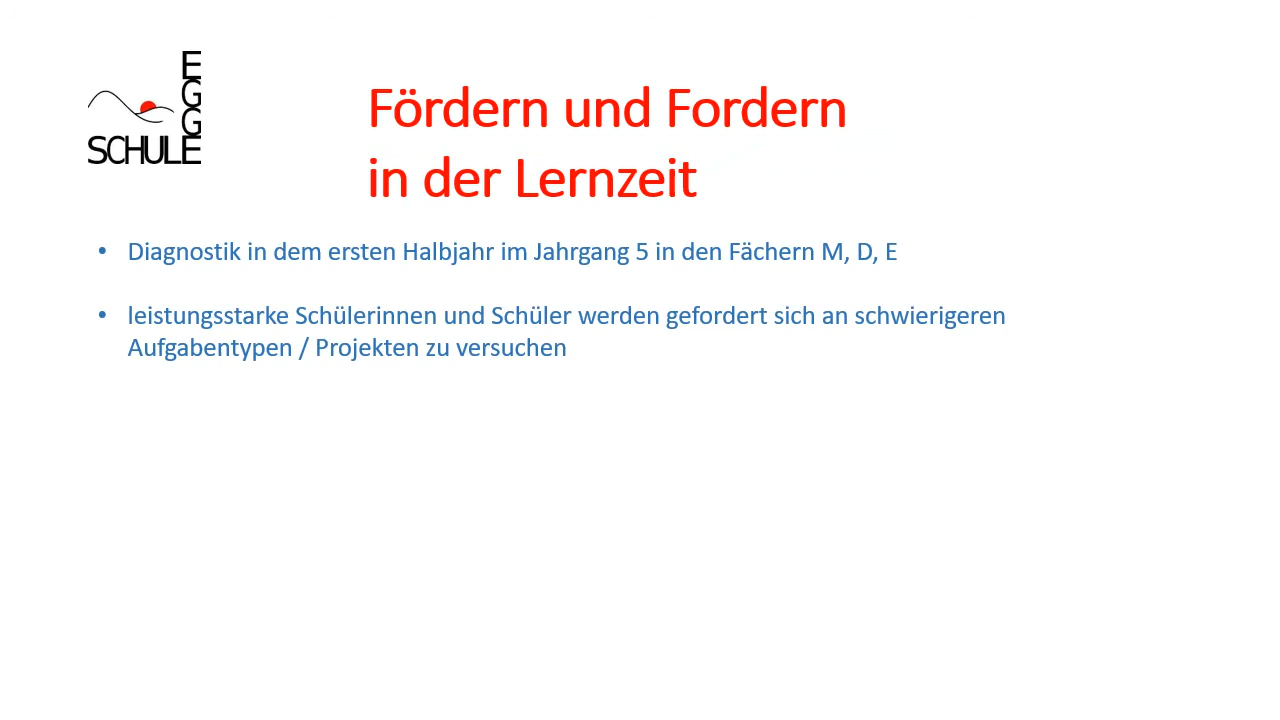 EGGE
SCHULE
Fördern und Fordern
in der Lernzeit
• Diagnostik in dem ersten Halbjahr im Jahrgang 5 in den Fächern M, D, E
• leistungsstarke Schülerinnen und Schüler werden gefordert sich an schwierigeren
Aufgabentypen / Projekten zu versuchen